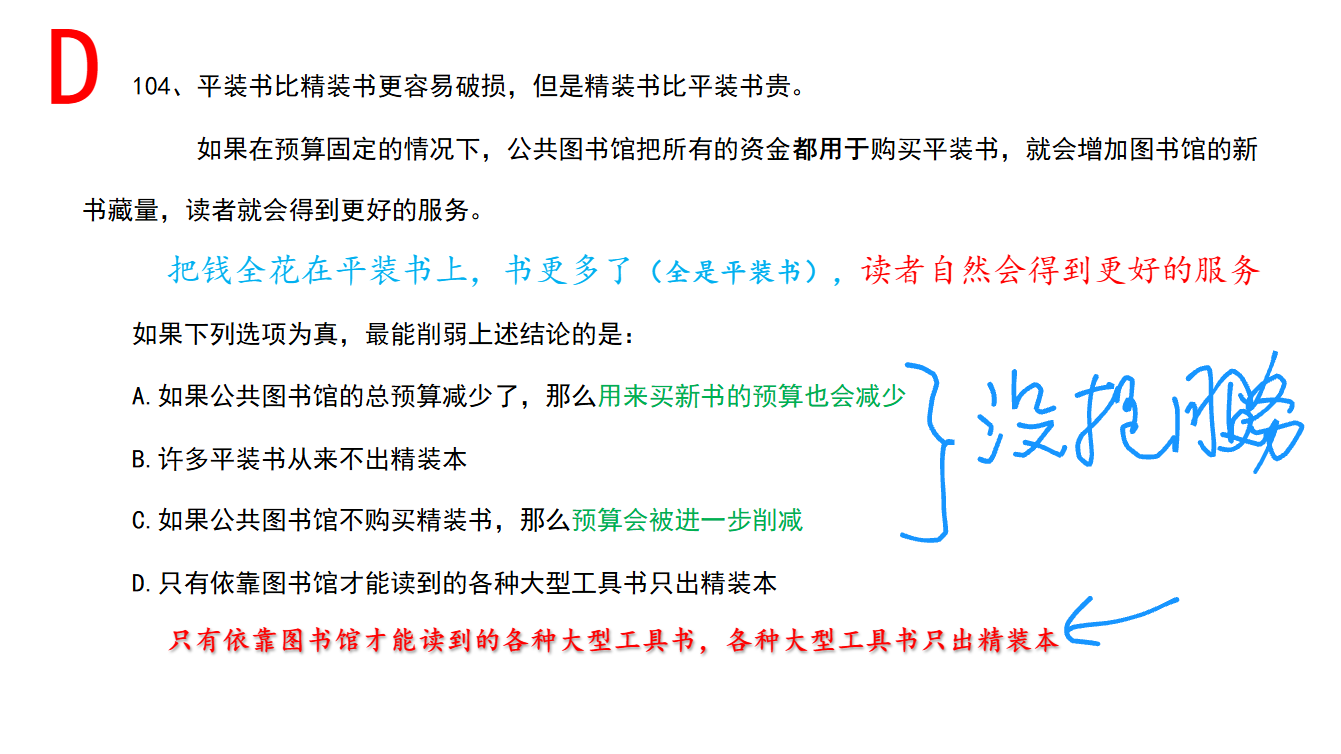 D
104、平装书比精装书更容易破损，但是精装书比平装书贵。
如果在预算固定的情况下，公共图书馆把所有的资金都用于购买平装书，就会增加图书馆的新
书藏量，读者就会得到更好的服务。
把钱全花在平装书上，书更多了（全是平装书），读者自然会得到更好的服务
如果下列选项为真，最能削弱上述结论的是：
A.如果公共图书馆的总预算减少了，那么用来买新书的预算也会减少
B.许多平装书从来不出精装本
没提服务
C.如果公共图书馆不购买精装书，那么预算会被进一步削减
D.只有依靠图书馆才能读到的各种大型工具书只出精装本
只有依靠图书馆才能读到的各种大型工具书，各种大型工具书只出精装本